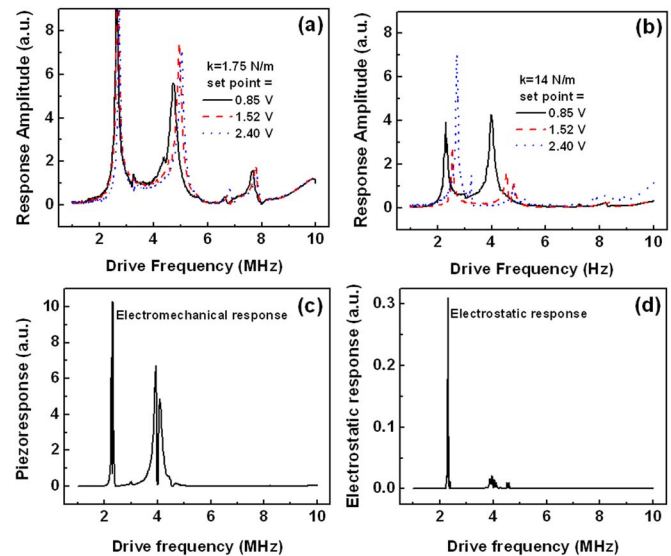 (a)
Response Amplitude (a.u.)
8
6
4
2
0
k=1.75 N/m
set point =
0.85 V
1.52 V
2.40 V
2 4 6 8 10
Drive Frequency (MHz)
(b)
Response Amplitude (a.u.)
8
6
4
2
0
k=14 N/m
set point =
0.85 V
1.52 V
2.40 V
2 4 6 8 10
Drive Frequency (Hz)
(c)
Piezoresponse (a.u.)
10
8
6
4
2
0
Electromechanical response
2 4 6 8 10
Drive frequency (MHz)
(d)
Electrostatic response (a.u.)
0.3
0.2
0.1
0.0
Electrostatic response
2 4 6 8 10
Drive frequency (MHz)